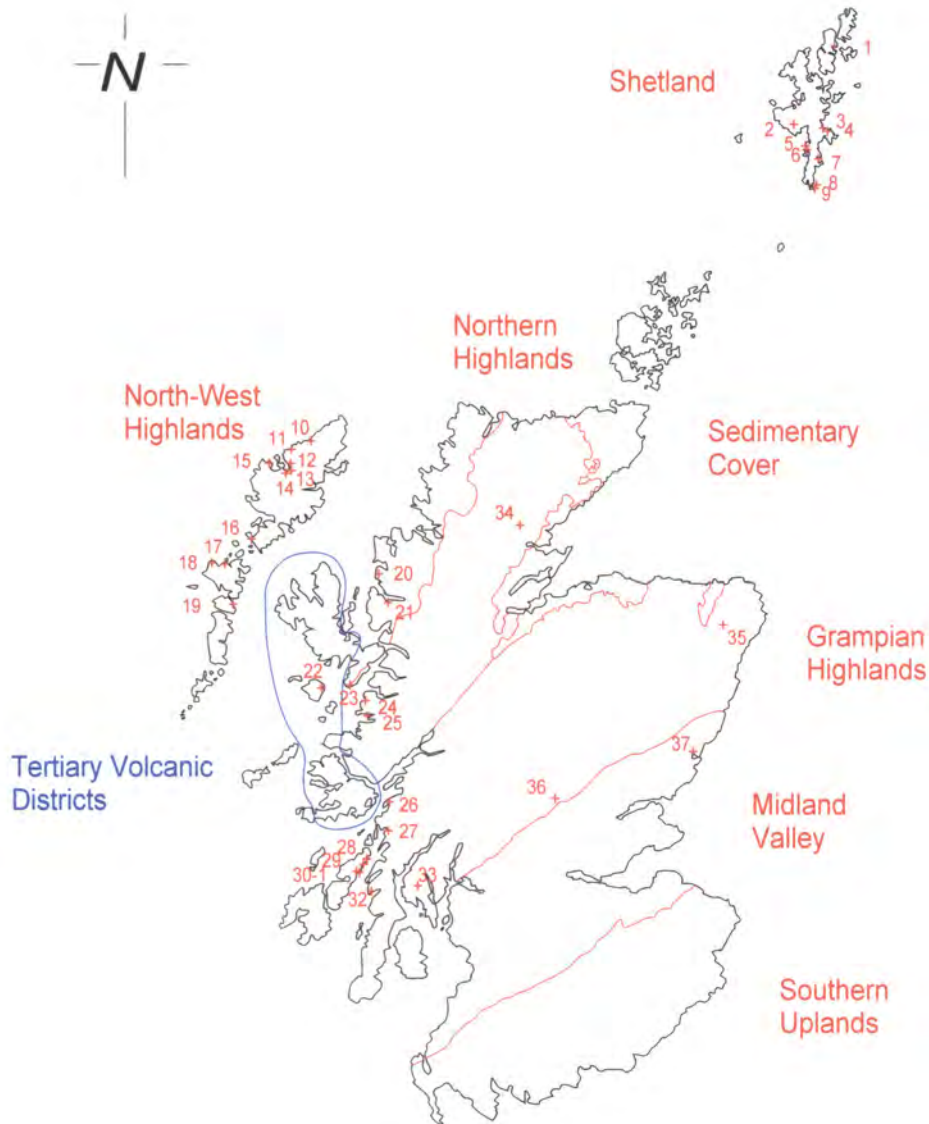 N
Shetland
1
2
3
4
5
6
7
8
9
Northern
Highlands
North-West
Highlands
10
11
12
15
13
14
Sedimentary
Cover
16
34
17
18
20
19
21
35
Grampian
Highlands
22
23
24
25
37
Tertiary Volcanic
Districts
36
26
Midland
Valley
27
28
29
30-1
33
32
Southern
Uplands